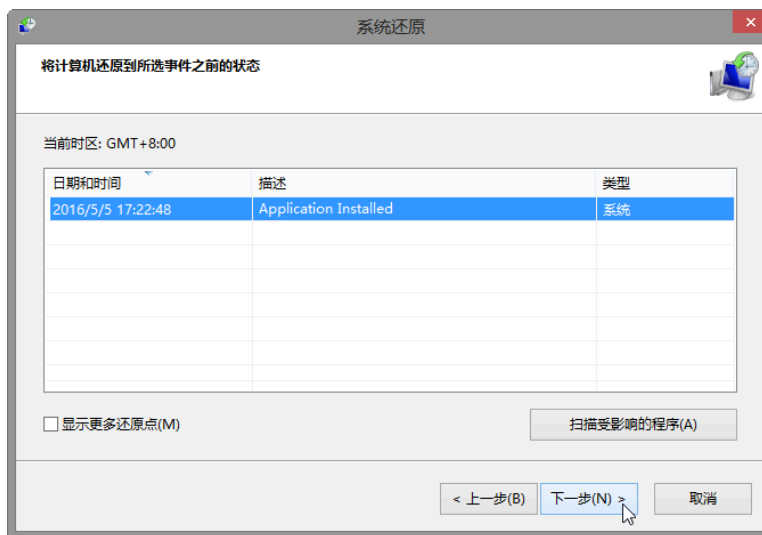 系统还原
将计算机还原到所选事件之前的状态
当前时区: GMT+8:00
日期和时间 描述 类型
2016/5/5 17:22:48 Application Installed 系统
显示更多还原点(M) 扫描受影响的程序(A)
< 上一步(B) 下一步(N) > 取消